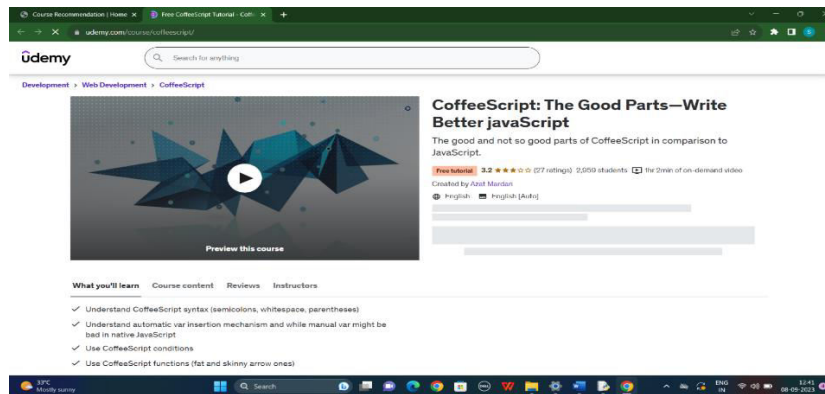 Course Recommendation | Home
Free CoffeeScript Tutorial - Coff
udemy.com/course/coffeescript/
ûdemy
Search for anything
Development > Web Development > CoffeeScript
CoffeeScript: The Good Parts—Write
Better javaScript
The good and not so good parts of CoffeeScript in comparison to
JavaScript.
Free tutorial 3.2 (27 ratings) 2,959 students 1hr 2min of on-demand video
Created by Azat Mardan
English English [Auto]
Preview this course
What you'll learn Course content Reviews Instructors
Understand CoffeeScript syntax (semicolons, whitespace, parentheses)
Understand automatic var insertion mechanism and while manual var might be
bad in native JavaScript
Use CoffeeScript conditions
Use CoffeeScript functions (fat and skinny arrow ones)
33°C
Mostly sunny
Search
ENG
IN
12:41
08-09-2023